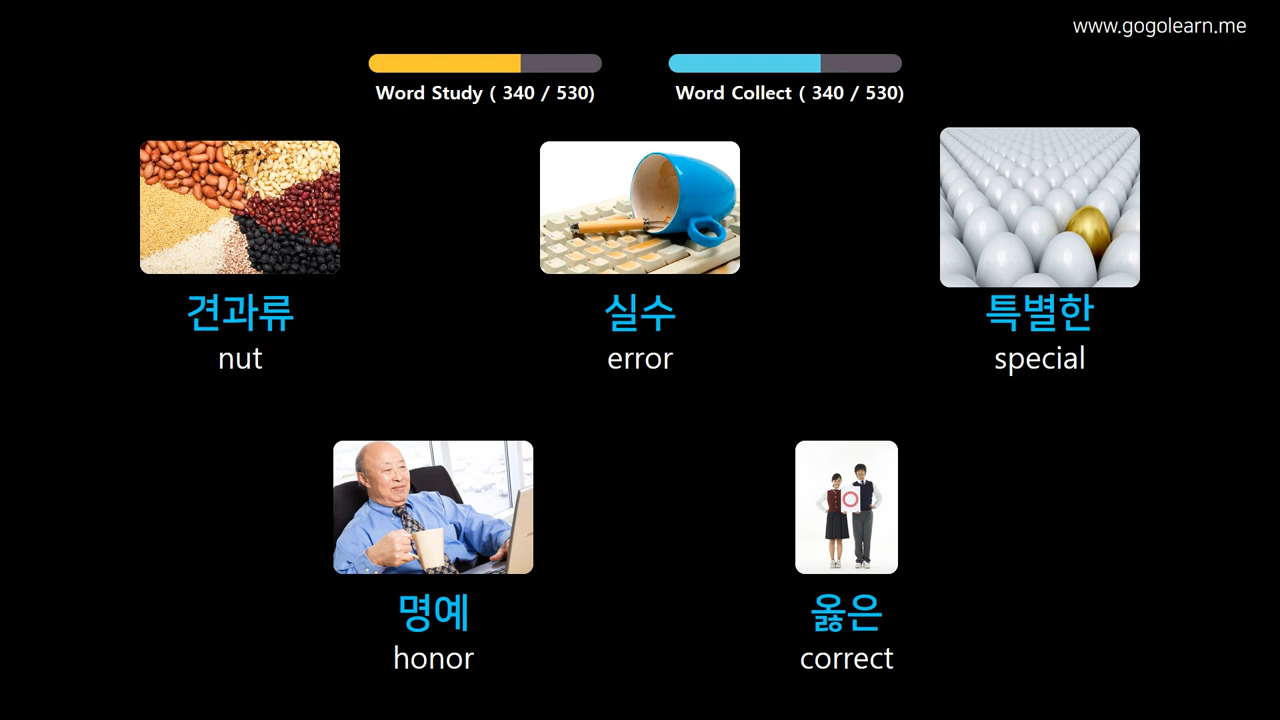 www.gogolearn.me
Word Study ( 340 / 530)
Word Collect ( 340 / 530)
견과류
nut
실수
error
특별한
special
명예
honor
옳은
correct